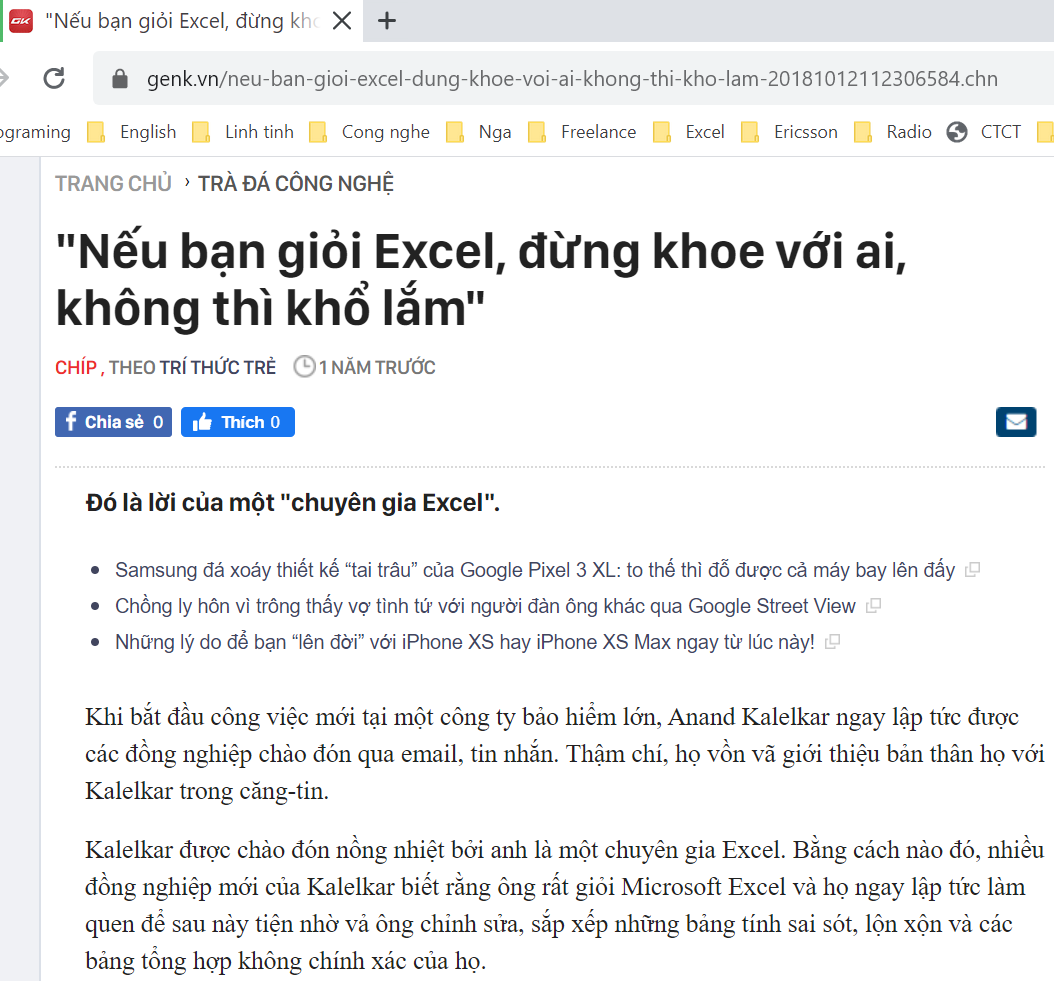 "Nếu bạn giỏi Excel, đừng kho
genk.vn/neu-ban-gioi-excel-dung-khoe-voi-ai-khong-thi-kho-lam-20181012112306584.chn
ograming English Linh tinh Cong nghe Nga Freelance Excel Ericsson Radio CTCT
TRANG CHỦ › TRÀ ĐÁ CÔNG NGHỆ
"Nếu bạn giỏi Excel, đừng khoe với ai,
không thì khổ lắm"
CHÍP , THEO TRÍ THỨC TRẺ 1 NĂM TRƯỚC
Chia sẻ 0 Thích 0
Đó là lời của một "chuyên gia Excel".
Samsung đá xoáy thiết kế “tai trâu” của Google Pixel 3 XL: to thế thì đỗ được cả máy bay lên đấy
Chồng ly hôn vì trông thấy vợ tình tứ với người đàn ông khác qua Google Street View
Những lý do để bạn “lên đời” với iPhone XS hay iPhone XS Max ngay từ lúc này!
Khi bắt đầu công việc mới tại một công ty bảo hiểm lớn, Anand Kalelkar ngay lập tức được
các đồng nghiệp chào đón qua email, tin nhắn. Thậm chí, họ vồn vã giới thiệu bản thân họ với
Kalelkar trong căng-tin.
Kalelkar được chào đón nồng nhiệt bởi anh là một chuyên gia Excel. Bằng cách nào đó, nhiều
đồng nghiệp mới của Kalelkar biết rằng ông rất giỏi Microsoft Excel và họ ngay lập tức làm
quen để sau này tiện nhờ vả ông chỉnh sửa, sắp xếp những bảng tính sai sót, lộn xộn và các
bảng tổng hợp không chính xác của họ.